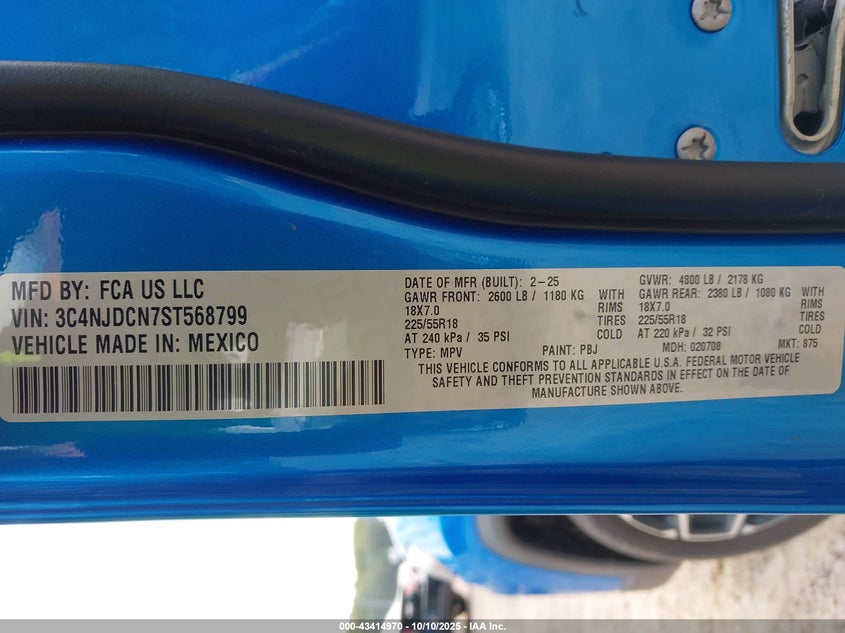 MFD BY: FCA US LLC
VIN: 3C4NJDCN7ST568799
VEHICLE MADE IN: MEXICO
DATE OF MFR (BUILT): 2-25
GVWR: 4800 LB / 2178 KG
GAWR FRONT: 2600 LB / 1180 KG WITH
GAWR REAR: 2380 LB / 1080 KG WITH
18X7.0 RIMS
18X7.0 RIMS
225/55R18 TIRES
225/55R18 TIRES
AT 240 kPa / 35 PSI COLD
AT 220 kPa / 32 PSI COLD
TYPE: MPV PAINT: PBJ MDH: 020708 MKT: 875
THIS VEHICLE CONFORMS TO ALL APPLICABLE U.S.A. FEDERAL MOTOR VEHICLE
SAFETY AND THEFT PREVENTION STANDARDS IN EFFECT ON THE DATE OF
MANUFACTURE SHOWN ABOVE.
000-43414970 - 10/10/2025 - IAA Inc.